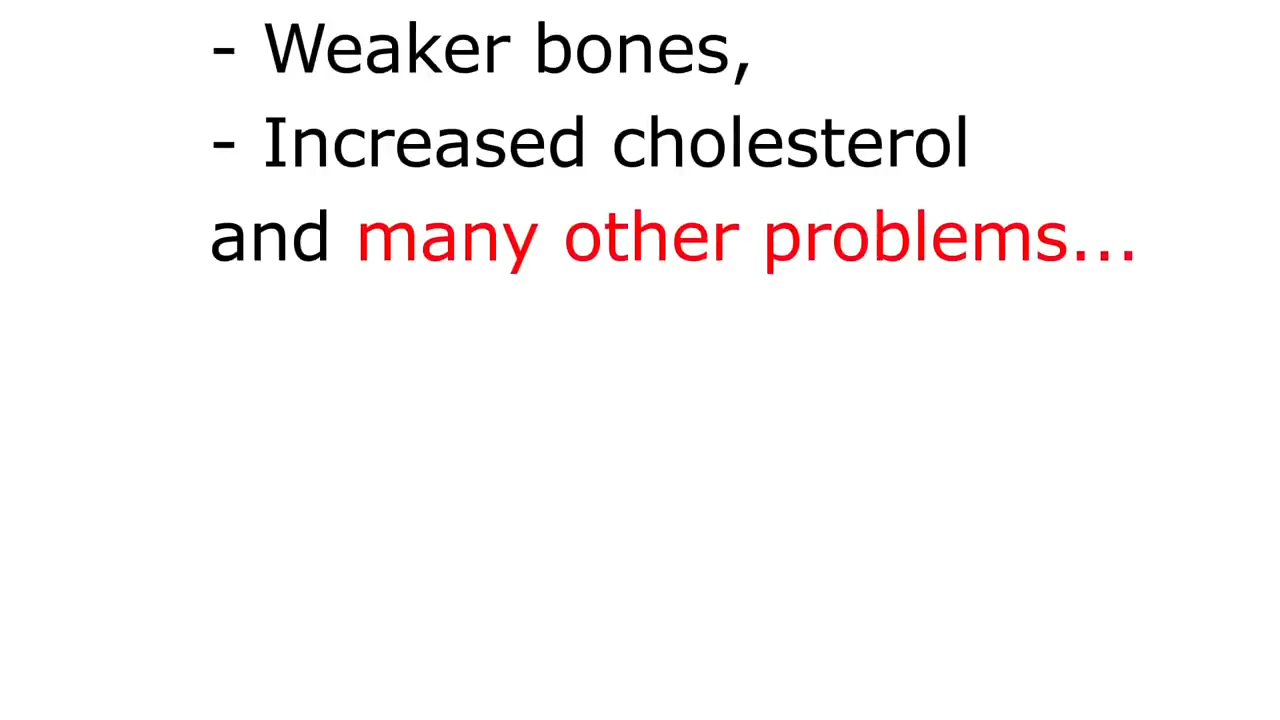 - Weaker bones,
- Increased cholesterol
and many other problems...